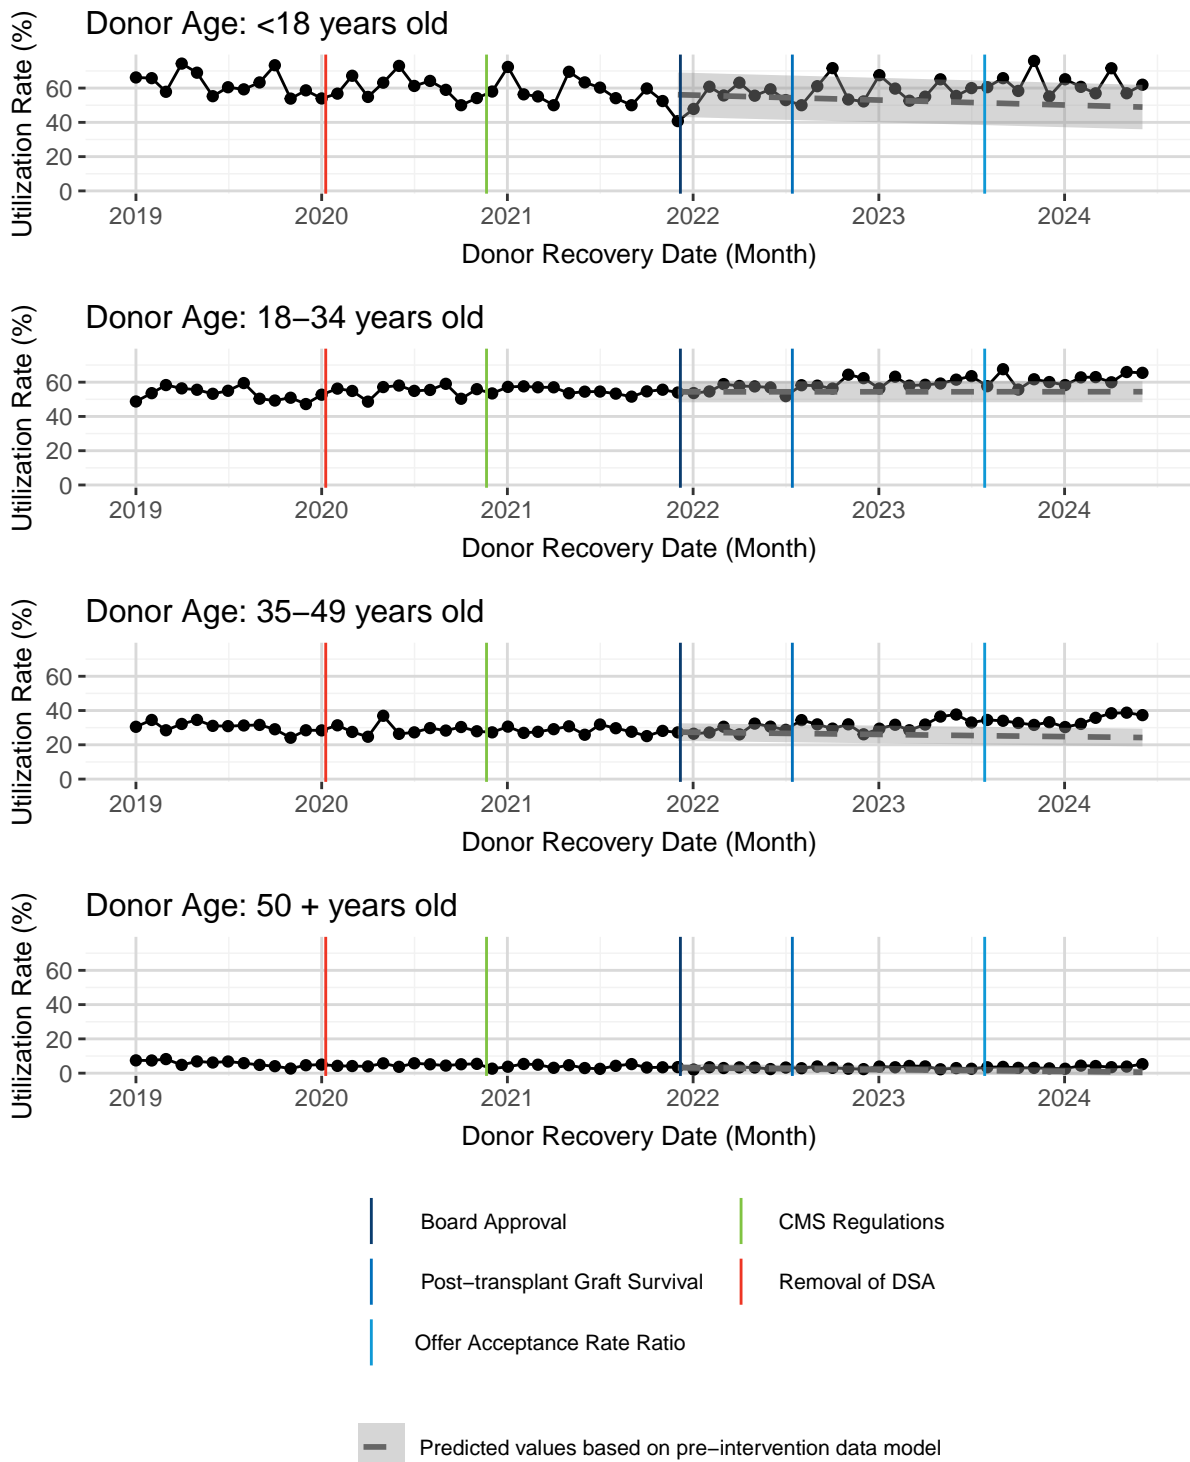 Donor Age: <18 years old
Utilization Rate (%)
60
40
20
0
2019 2020 2021 2022 2023 2024
Donor Recovery Date (Month)
Donor Age: 18−34 years old
Utilization Rate (%)
60
40
20
0
2019 2020 2021 2022 2023 2024
Donor Recovery Date (Month)
Donor Age: 35−49 years old
Utilization Rate (%)
60
40
20
0
2019 2020 2021 2022 2023 2024
Donor Recovery Date (Month)
Donor Age: 50 + years old
Utilization Rate (%)
60
40
20
0
2019 2020 2021 2022 2023 2024
Donor Recovery Date (Month)
Board Approval CMS Regulations
Post−transplant Graft Survival Removal of DSA
Offer Acceptance Rate Ratio
Predicted values based on pre−intervention data model